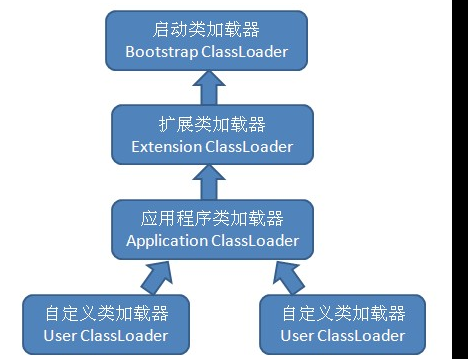 启动类加载器
Bootstrap ClassLoader
扩展类加载器
Extension ClassLoader
应用程序类加载器
Application ClassLoader
自定义类加载器
User ClassLoader
自定义类加载器
User ClassLoader